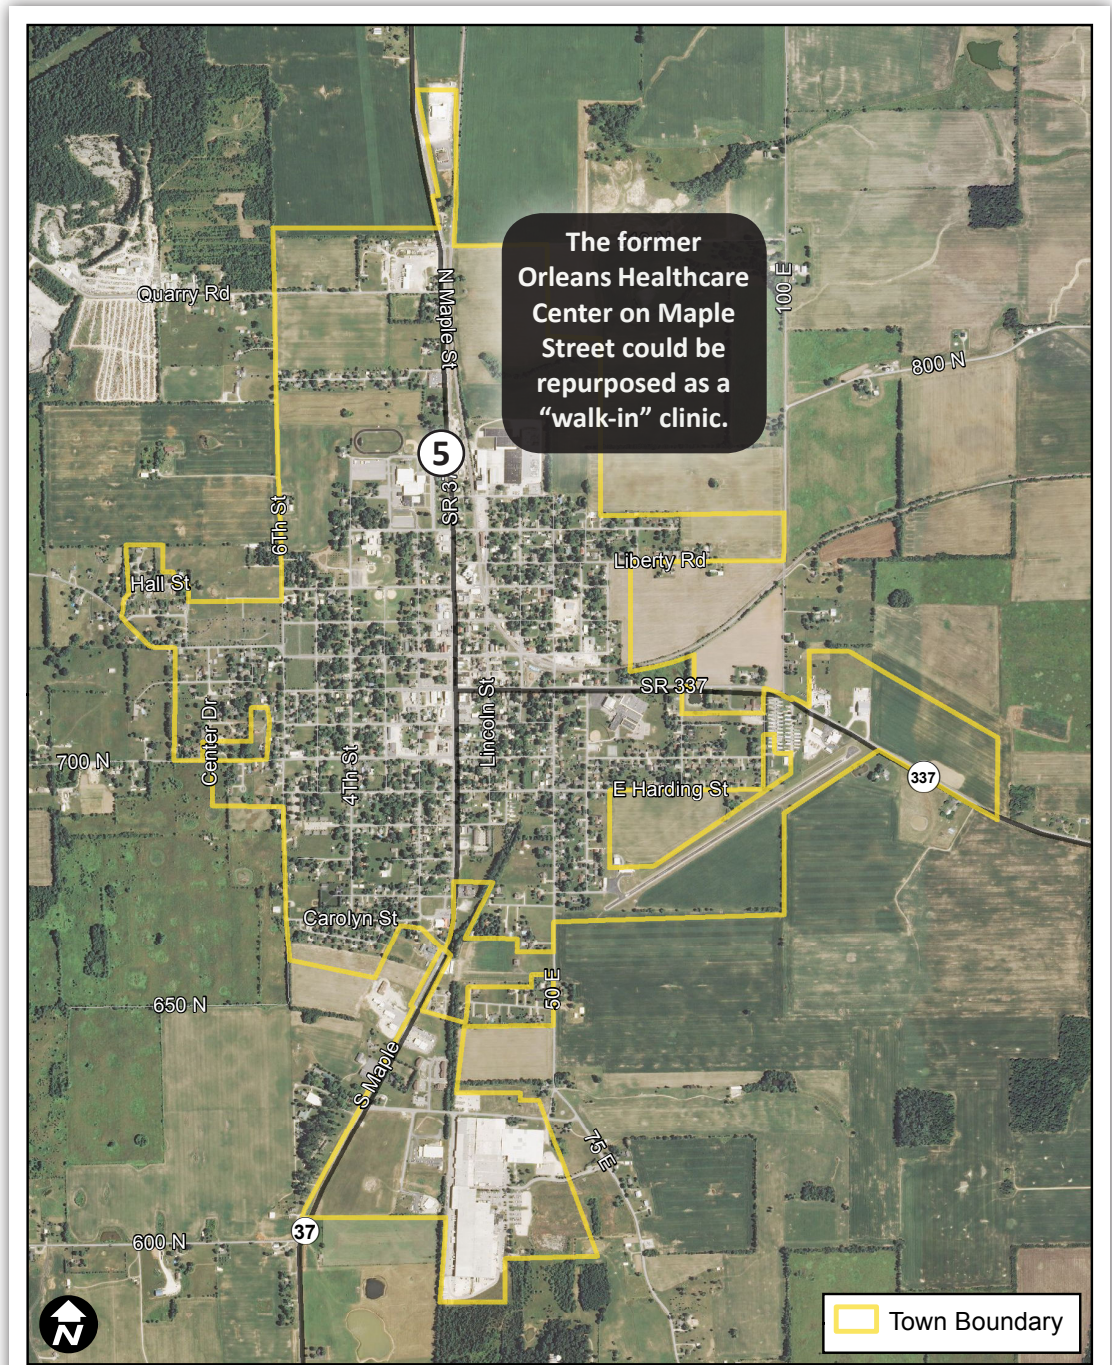 The former
Orleans Healthcare
Center on Maple
Street could be
repurposed as a
“walk-in” clinic.
100 E
Quarry Rd
N Maple St
800 N
5
SR 37
6Th St
Liberty Rd
Hall St
SR 337
Lincoln St
Center Dr
700 N
4Th St
E Harding St
337
Carolyn St
50 E
650 N
S Maple
75 E
37
600 N
N
Town Boundary